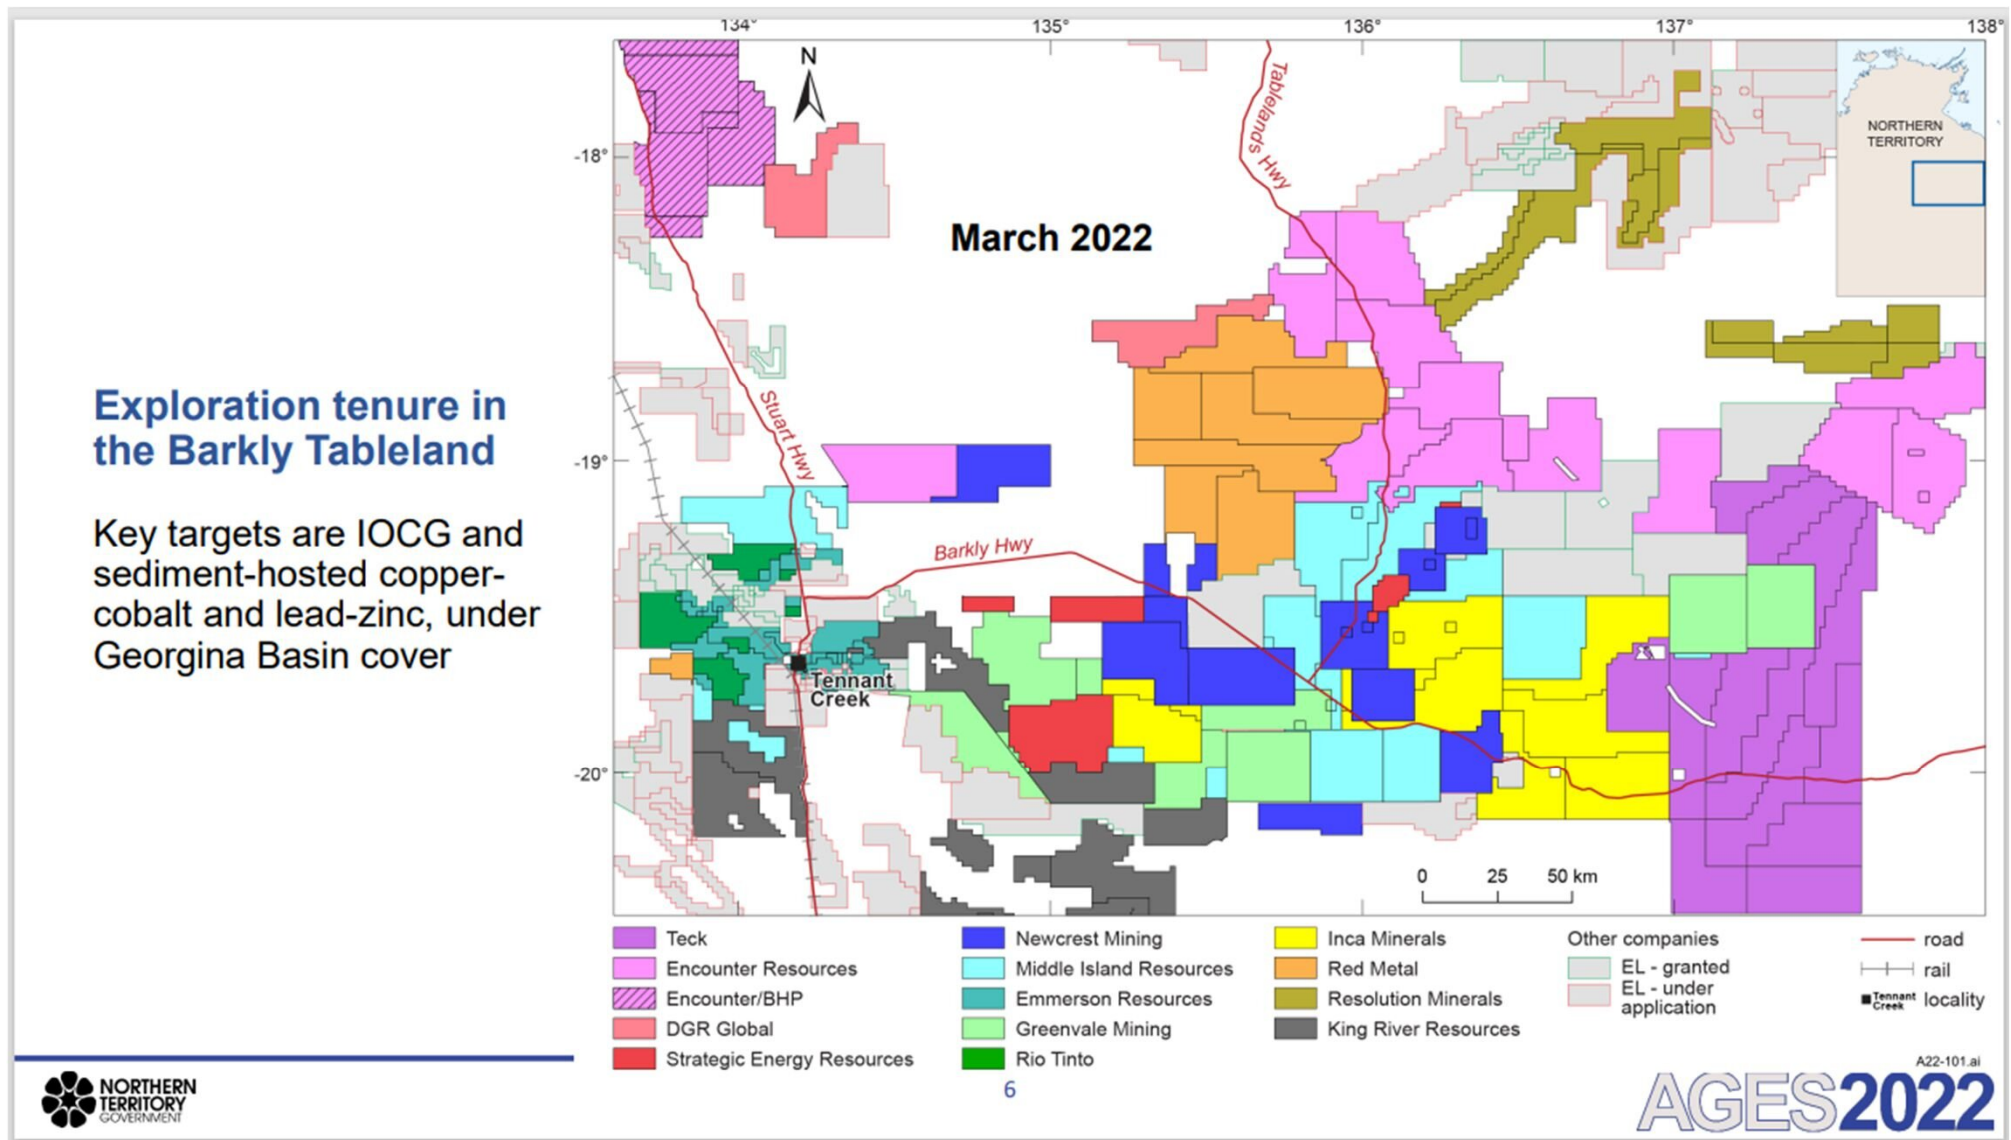 134° 135° 136° 137° 138°
N
Tablelands Hwy
NORTHERN
TERRITORY
-18°
March 2022
Exploration tenure in
the Barkly Tableland
Stuart Hwy
-19°
Key targets are IOCG and
sediment-hosted copper-
cobalt and lead-zinc, under
Georgina Basin cover
Barkly Hwy
Tennant
Creek
-20°
0 25 50 km
Teck
Encounter Resources
Encounter/BHP
DGR Global
Strategic Energy Resources
Newcrest Mining
Middle Island Resources
Emmerson Resources
Greenvale Mining
Rio Tinto
Inca Minerals
Red Metal
Resolution Minerals
King River Resources
Other companies
EL - granted
EL - under
application
road
rail
Tennant
Creek
locality
A22-101.ai
NORTHERN
TERRITORY
GOVERNMENT
6
AGES2022